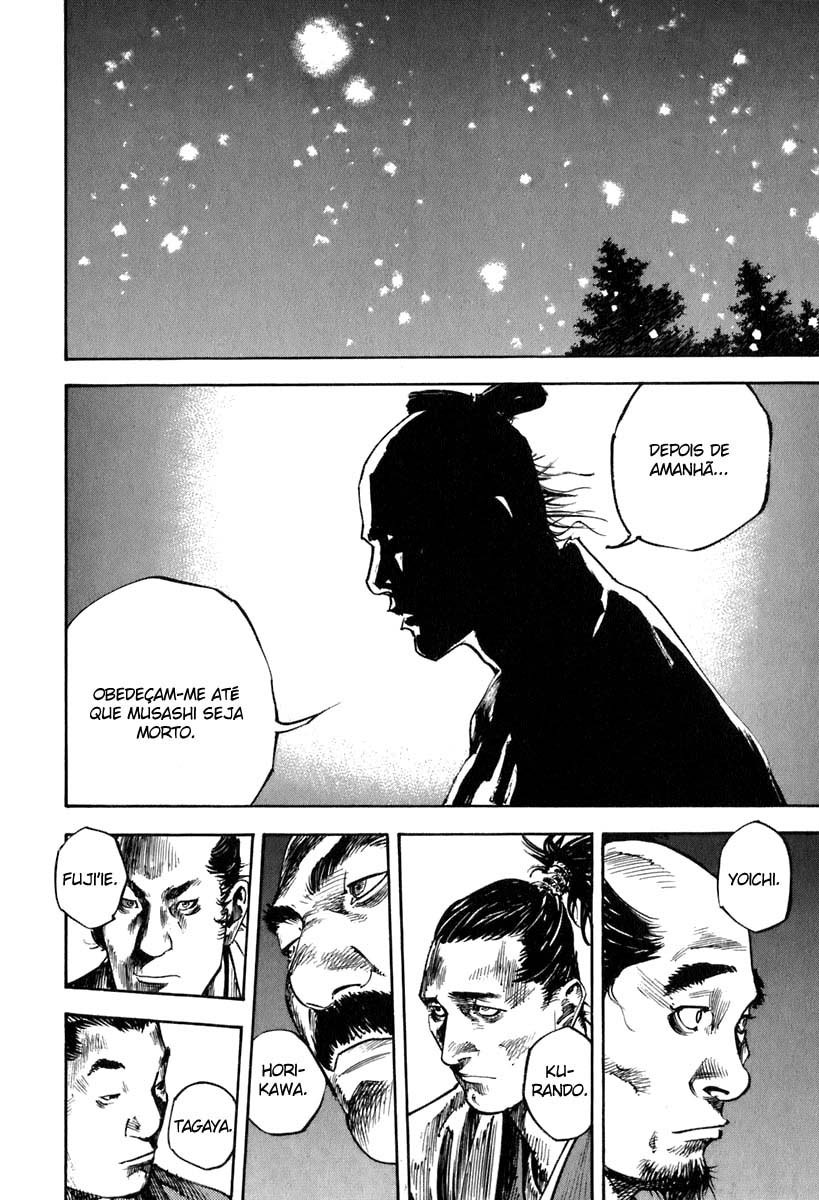 DEPOIS DE
AMANHÃ...
OBEDEÇAM-ME ATÉ
QUE MUSASHI SEJA
MORTO.
YOICHI.
KU-
RANDO.
HORI-
KAWA.
FUJI'IE.
TAGAYA.